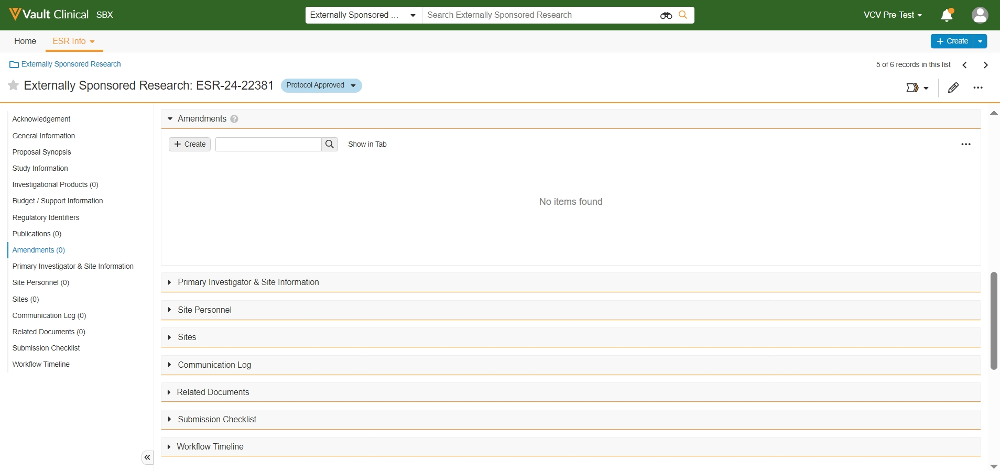 Vault Clinical SBX
Externally Sponsored ...
Search Externally Sponsored Research
VCV Pre-Test
Home
ESR Info
Create
Externally Sponsored Research
5 of 6 records in this list
Externally Sponsored Research: ESR-24-22381
Protocol Approved
Acknowledgement
General Information
Proposal Synopsis
Study Information
Investigational Products (0)
Budget / Support Information
Regulatory Identifiers
Publications (0)
Amendments (0)
Primary Investigator & Site Information
Site Personnel (0)
Sites (0)
Communication Log (0)
Related Documents (0)
Submission Checklist
Workflow Timeline
Amendments ?
Create
Show in Tab
No items found
Primary Investigator & Site Information
Site Personnel
Sites
Communication Log
Related Documents
Submission Checklist
Workflow Timeline